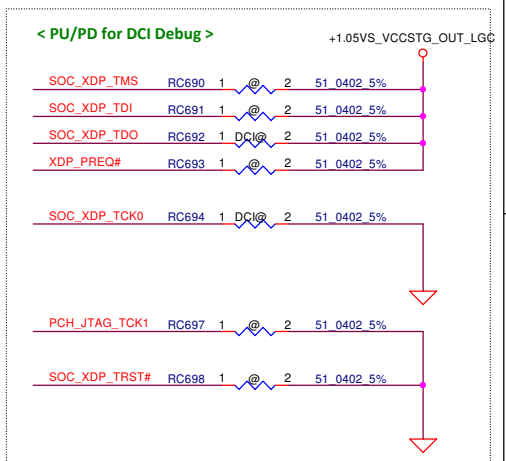 < PU/PD for DCI Debug >
+1.05VS_VCCSTG_OUT_LGC
SOC_XDP_TMS RC690 1 @ 2 51_0402_5%
SOC_XDP_TDI RC691 1 @ 2 51_0402_5%
SOC_XDP_TDO RC692 1 DCI@ 2 51_0402_5%
XDP_PREQ# RC693 1 @ 2 51_0402_5%
SOC_XDP_TCK0 RC694 1 DCI@ 2 51_0402_5%
PCH_JTAG_TCK1 RC697 1 @ 2 51_0402_5%
SOC_XDP_TRST# RC698 1 @ 2 51_0402_5%